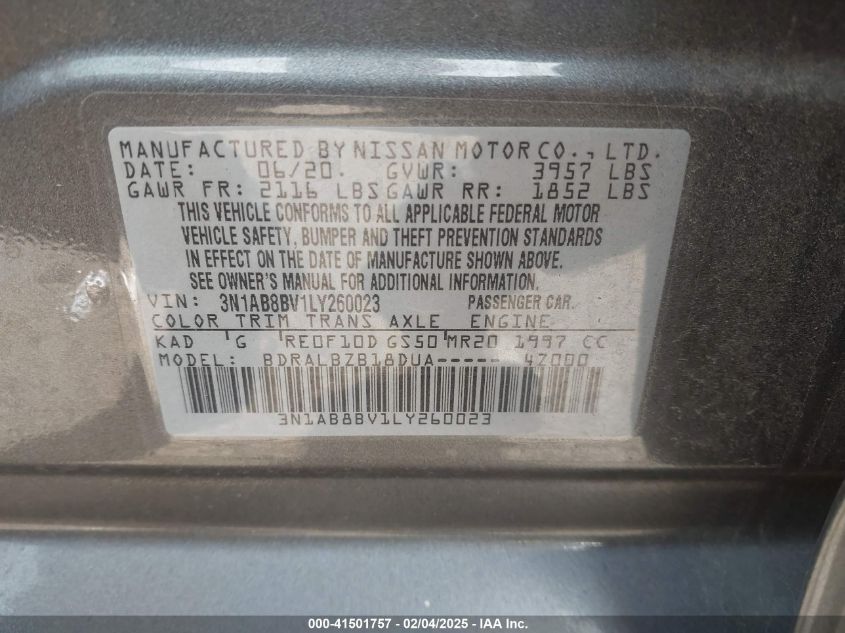 MANUFACTURED BY NISSAN MOTOR CO., LTD.
DATE: 06/20. GVWR: 3957 LBS
GAWR FR: 2116 LBS GAWR RR: 1852 LBS
THIS VEHICLE CONFORMS TO ALL APPLICABLE FEDERAL MOTOR
VEHICLE SAFETY, BUMPER AND THEFT PREVENTION STANDARDS
IN EFFECT ON THE DATE OF MANUFACTURE SHOWN ABOVE.
SEE OWNER'S MANUAL FOR ADDITIONAL INFORMATION.
VIN: 3N1AB8BV1LY260023 PASSENGER CAR.
COLOR TRIM TRANS AXLE ENGINE
KAD G RE0F10D GS50 MR20 1997 CC
MODEL: BDRALBZB18DUA----- 47000
3N1AB8BV1LY260023
000-41501757 - 02/04/2025 - IAA Inc.